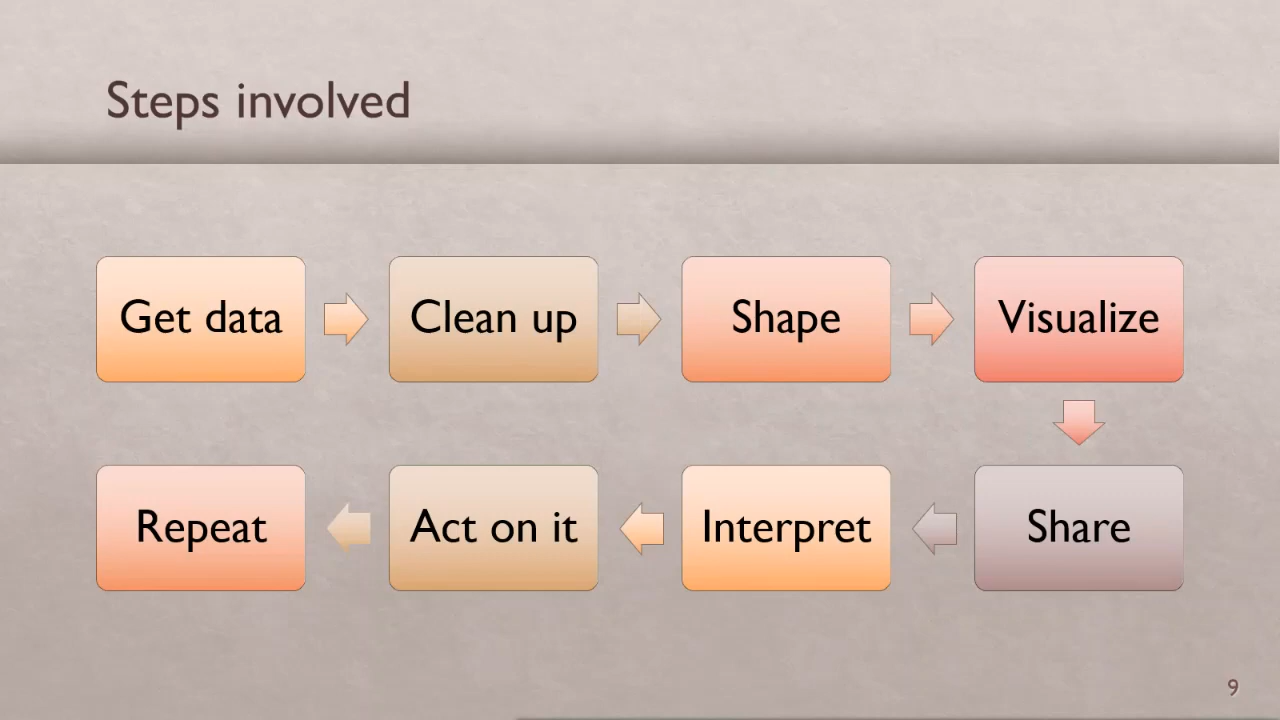 Steps involved
Get data
Clean up
Shape
Visualize
Share
Interpret
Act on it
Repeat
9